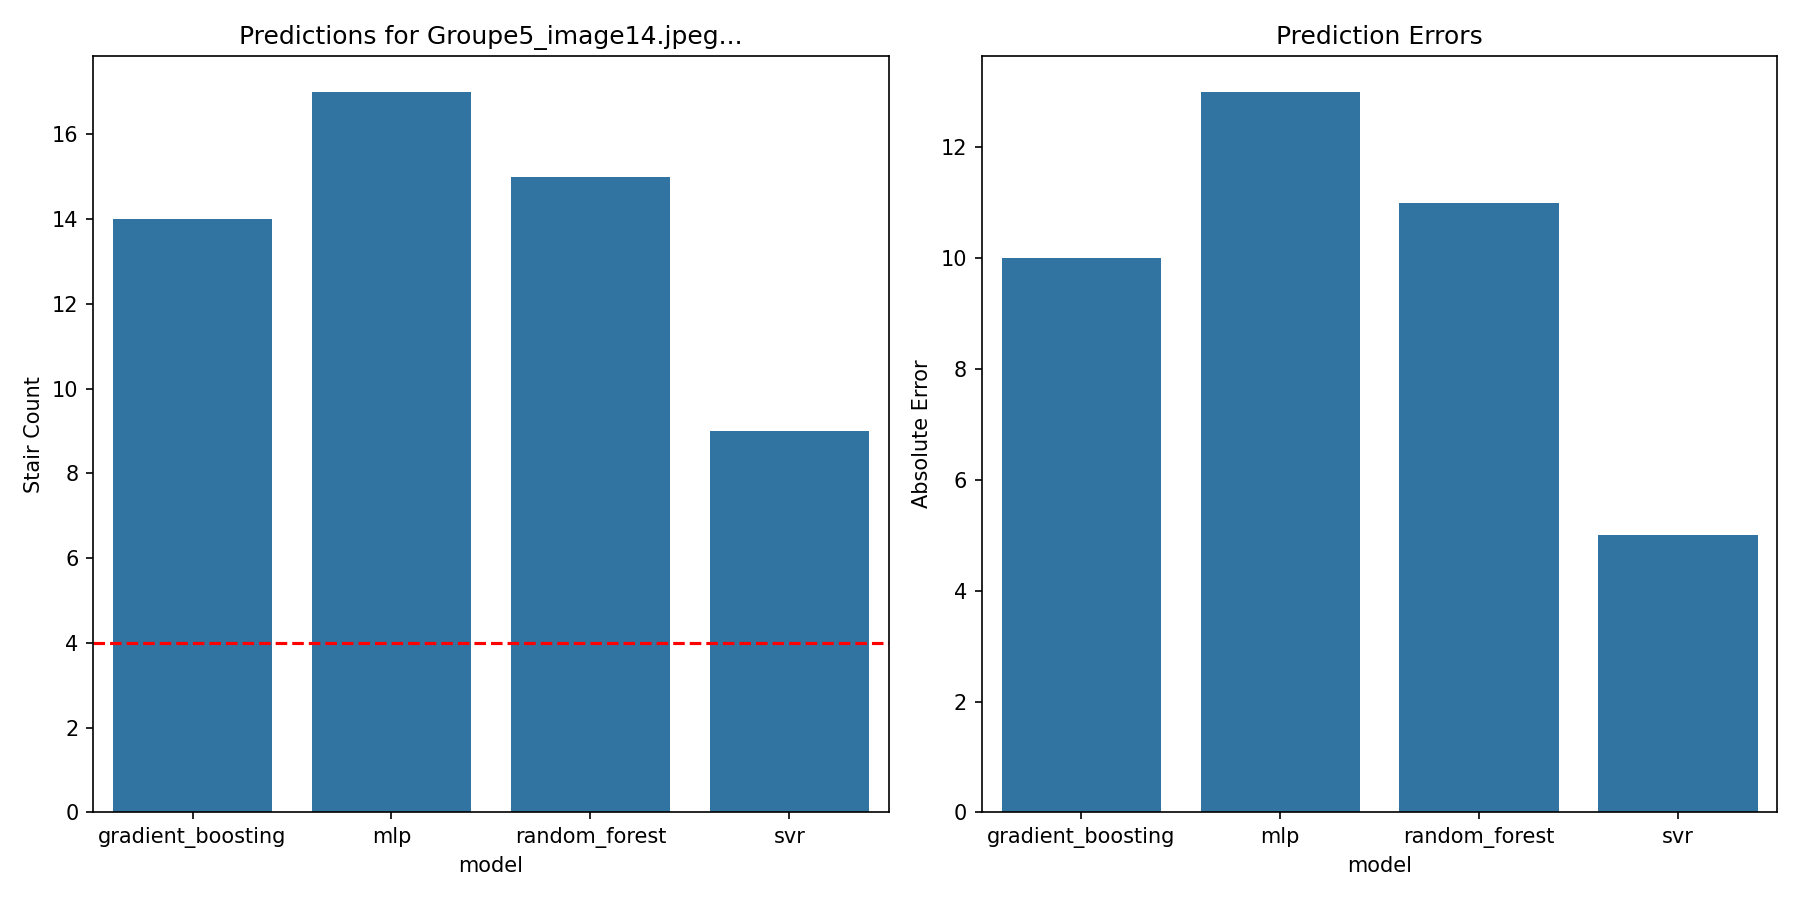 Predictions for Groupe5_image14.jpeg...
Stair Count
16
14
12
10
8
6
4
2
0
gradient_boosting mlp random_forest svr
model
Prediction Errors
Absolute Error
12
10
8
6
4
2
0
gradient_boosting mlp random_forest svr
model